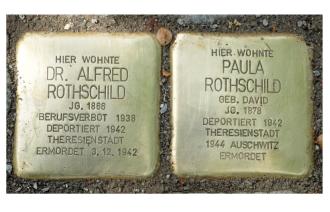 HIER WOHNTE
DR. ALFRED
ROTHSCHILD
JG. 1868
BERUFSVERBOT 1938
DEPORTIERT 1942
THERESIENSTADT
ERMORDET 3.12.1942
HIER WOHNTE
PAULA
ROTHSCHILD
GEB. DAVID
JG. 1878
DEPORTIERT 1942
THERESIENSTADT
1944 AUSCHWITZ
ERMORDET